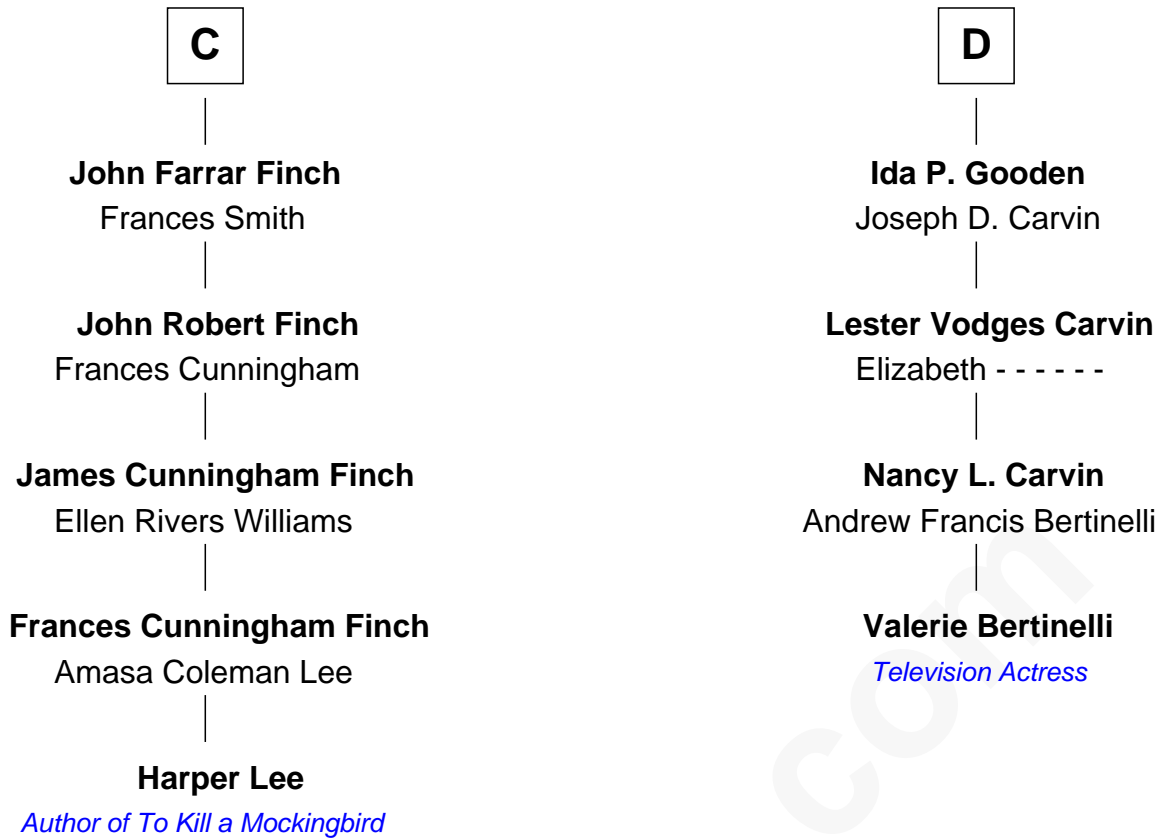 C
John Farrar Finch
Frances Smith
John Robert Finch
Frances Cunningham
James Cunningham Finch
Ellen Rivers Williams
Frances Cunningham Finch
Amasa Coleman Lee
Harper Lee
Author of To Kill a Mockingbird
D
Ida P. Gooden
Joseph D. Carvin
Lester Vodges Carvin
Elizabeth - - - - - -
Nancy L. Carvin
Andrew Francis Bertinelli
Valerie Bertinelli
Television Actress
com